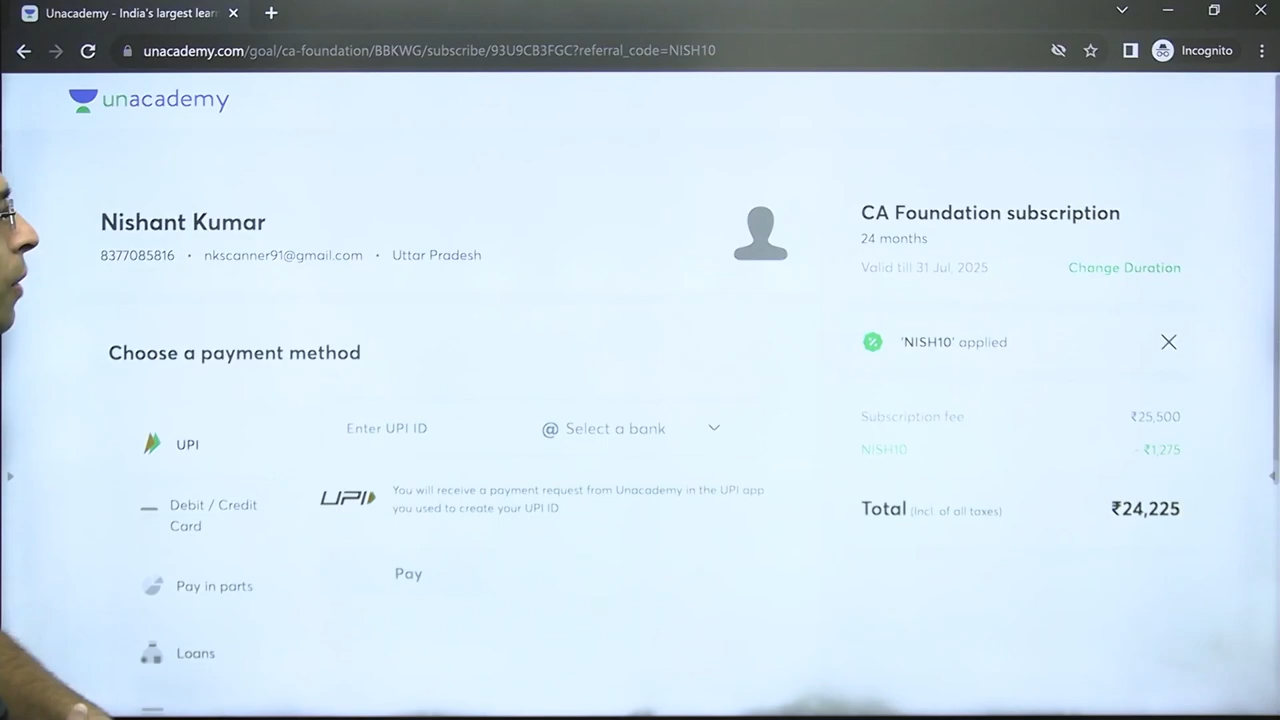 Unacademy - India's largest lear
unacademy.com/goal/ca-foundation/BBKWG/subscribe/93U9CB3FGC?referral_code=NISH10
Incognito
unacademy
Nishant Kumar
8377085816 • nkscanner91@gmail.com • Uttar Pradesh
CA Foundation subscription
24 months
Valid till 31 Jul, 2025
Change Duration
'NISH10' applied
Choose a payment method
Subscription fee ₹25,500
NISH10 - ₹1,275
Total (Incl. of all taxes) ₹24,225
UPI
Enter UPI ID
@ Select a bank
UPI
You will receive a payment request from Unacademy in the UPI app
you used to create your UPI ID
Pay
Debit / Credit
Card
Pay in parts
Loans